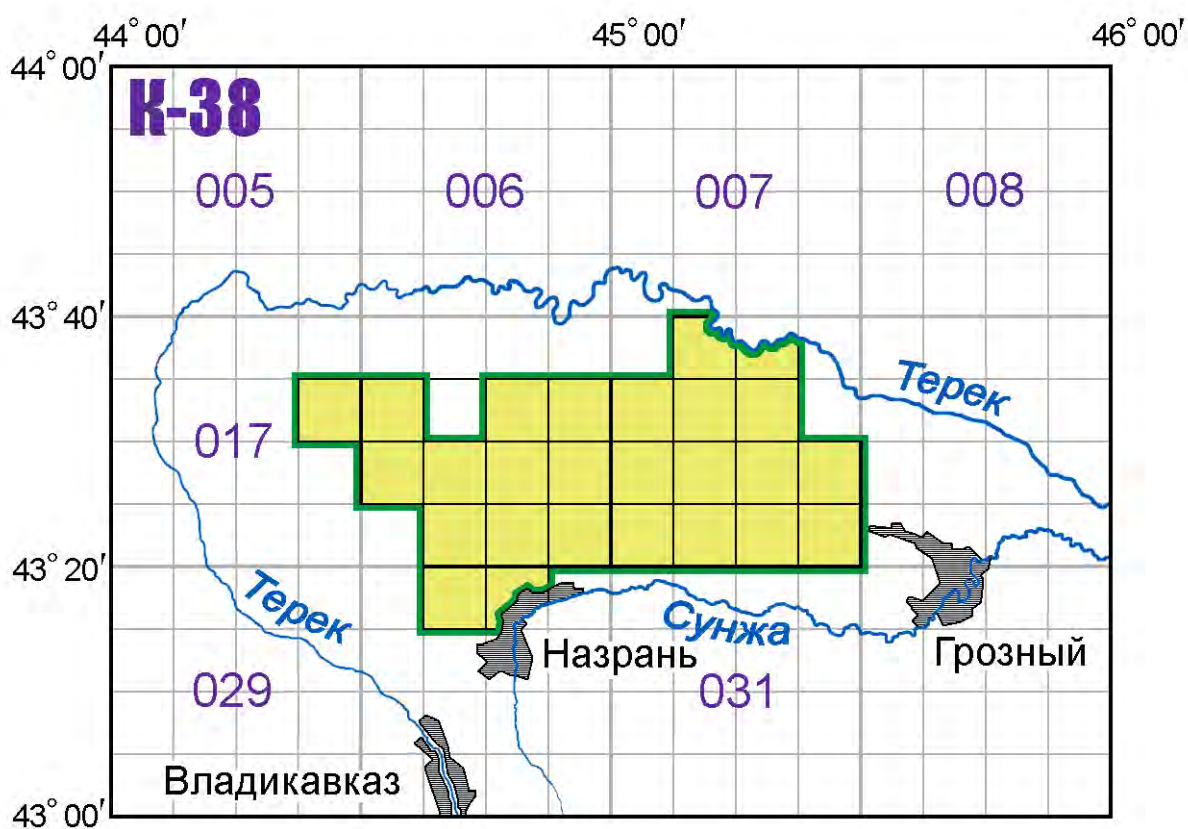 44° 00′ 45° 00′ 46° 00′
44° 00′
К-38
005 006 007 008
43° 40′
Терек
017
43° 20′
Терек
Сунжа
Назрань
Грозный
029 031
Владикавказ
43° 00′